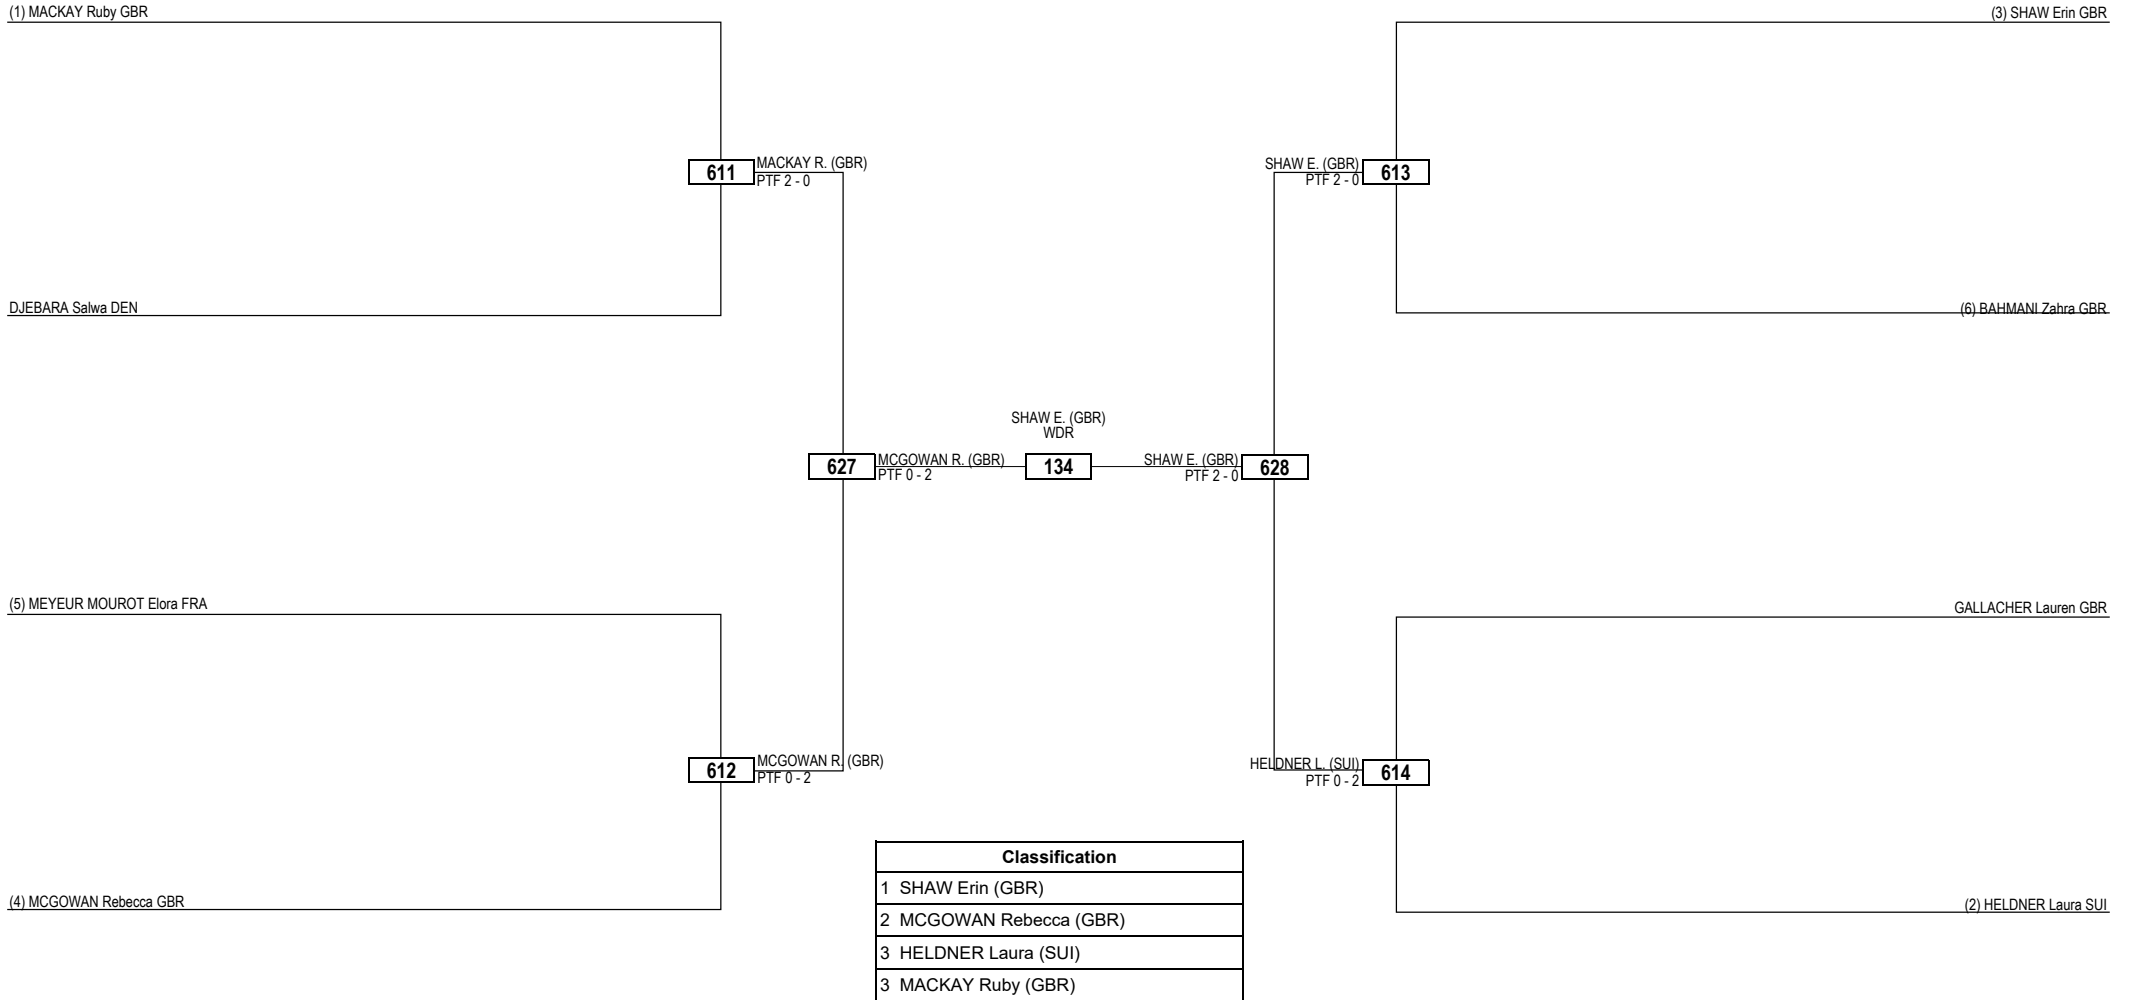 (1) MACKAY Ruby GBR
(3) SHAW Erin GBR
611
MACKAY R. (GBR)
PTF 2 - 0
SHAW E. (GBR)
PTF 2 - 0
613
DJEBARA Salwa DEN
(6) BAHMANI Zahra GBR
SHAW E. (GBR)
WDR
627
MCGOWAN R. (GBR)
PTF 0 - 2
134
SHAW E. (GBR)
PTF 2 - 0
628
(5) MEYEUR MOUROT Elora FRA
GALLACHER Lauren GBR
612
MCGOWAN R. (GBR)
PTF 0 - 2
HELDNER L. (SUI)
PTF 0 - 2
614
(4) MCGOWAN Rebecca GBR
(2) HELDNER Laura SUI
Classification
1 SHAW Erin (GBR)
2 MCGOWAN Rebecca (GBR)
3 HELDNER Laura (SUI)
3 MACKAY Ruby (GBR)